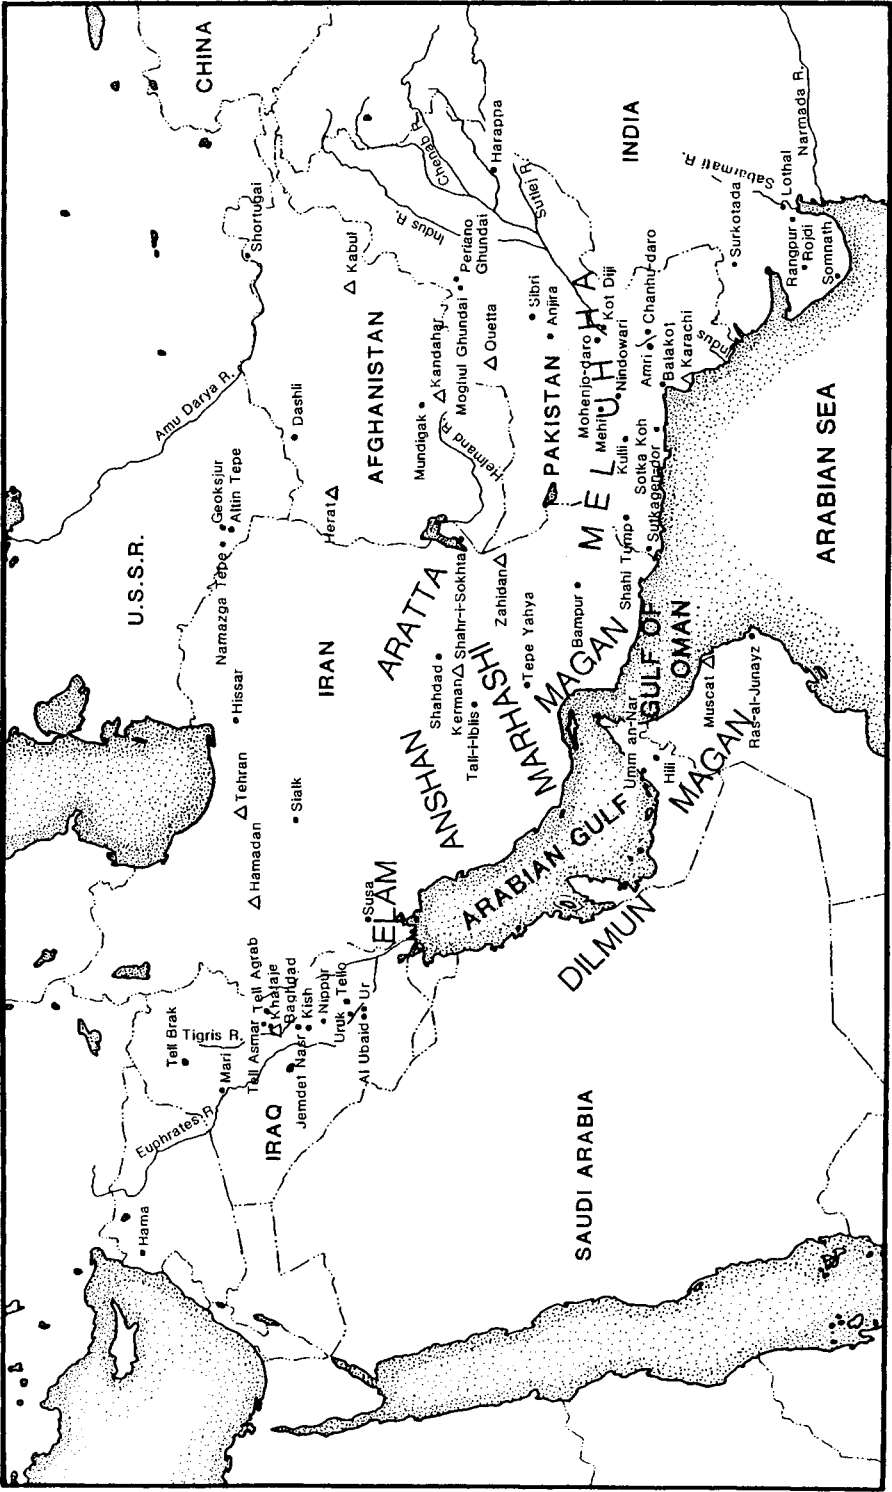 CHINA
U.S.S.R.
Amu Darya R.
Shortugai
Hama
Euphrates R.
Tell Brak
Tigris R.
Mari
IRAQ
Tell Asmar
Tell Agrab
Khafaje
Baghdad
Jemdet Nasr
Kish
Nippur
Uruk
Tello
Al Ubaid
Ur
Hamadan
Tehran
Hissar
Sialk
Susa
ELAM
IRAN
Namazga Tepe
Geoksjur
Altin Tepe
Dashli
Herat
AFGHANISTAN
Kabul
Mundigak
Kandahar
Moghul Ghundai
Periano
Ghundai
Helmand R.
Quetta
Indus R.
Chenab R.
Harappa
Sutlej R.
INDIA
ARATTA
ANSHAN
MARHASHI
Shahdad
Shahr-i-Sokhta
Kerman
Tall-i-Iblis
Zahidan
Tepe Yahya
MAGAN
Bampur
PAKISTAN
Sibri
Anjira
MELUHHA
Mohenjo-daro
Kot Diji
Mehi
Nindowari
Kulli
Amri
Chanhu-daro
Balakot
Karachi
Indus
Sotka Koh
Sutkagen-dor
Shahi Tump
Surkotada
Sabarmati R.
Lothal
Narmada R.
Rangpur
Rojdi
Somnath
ARABIAN GULF
DILMUN
GULF OF
OMAN
Umm an-Nar
Hili
MAGAN
Muscat
Ras-al-Junayz
ARABIAN SEA
SAUDI ARABIA